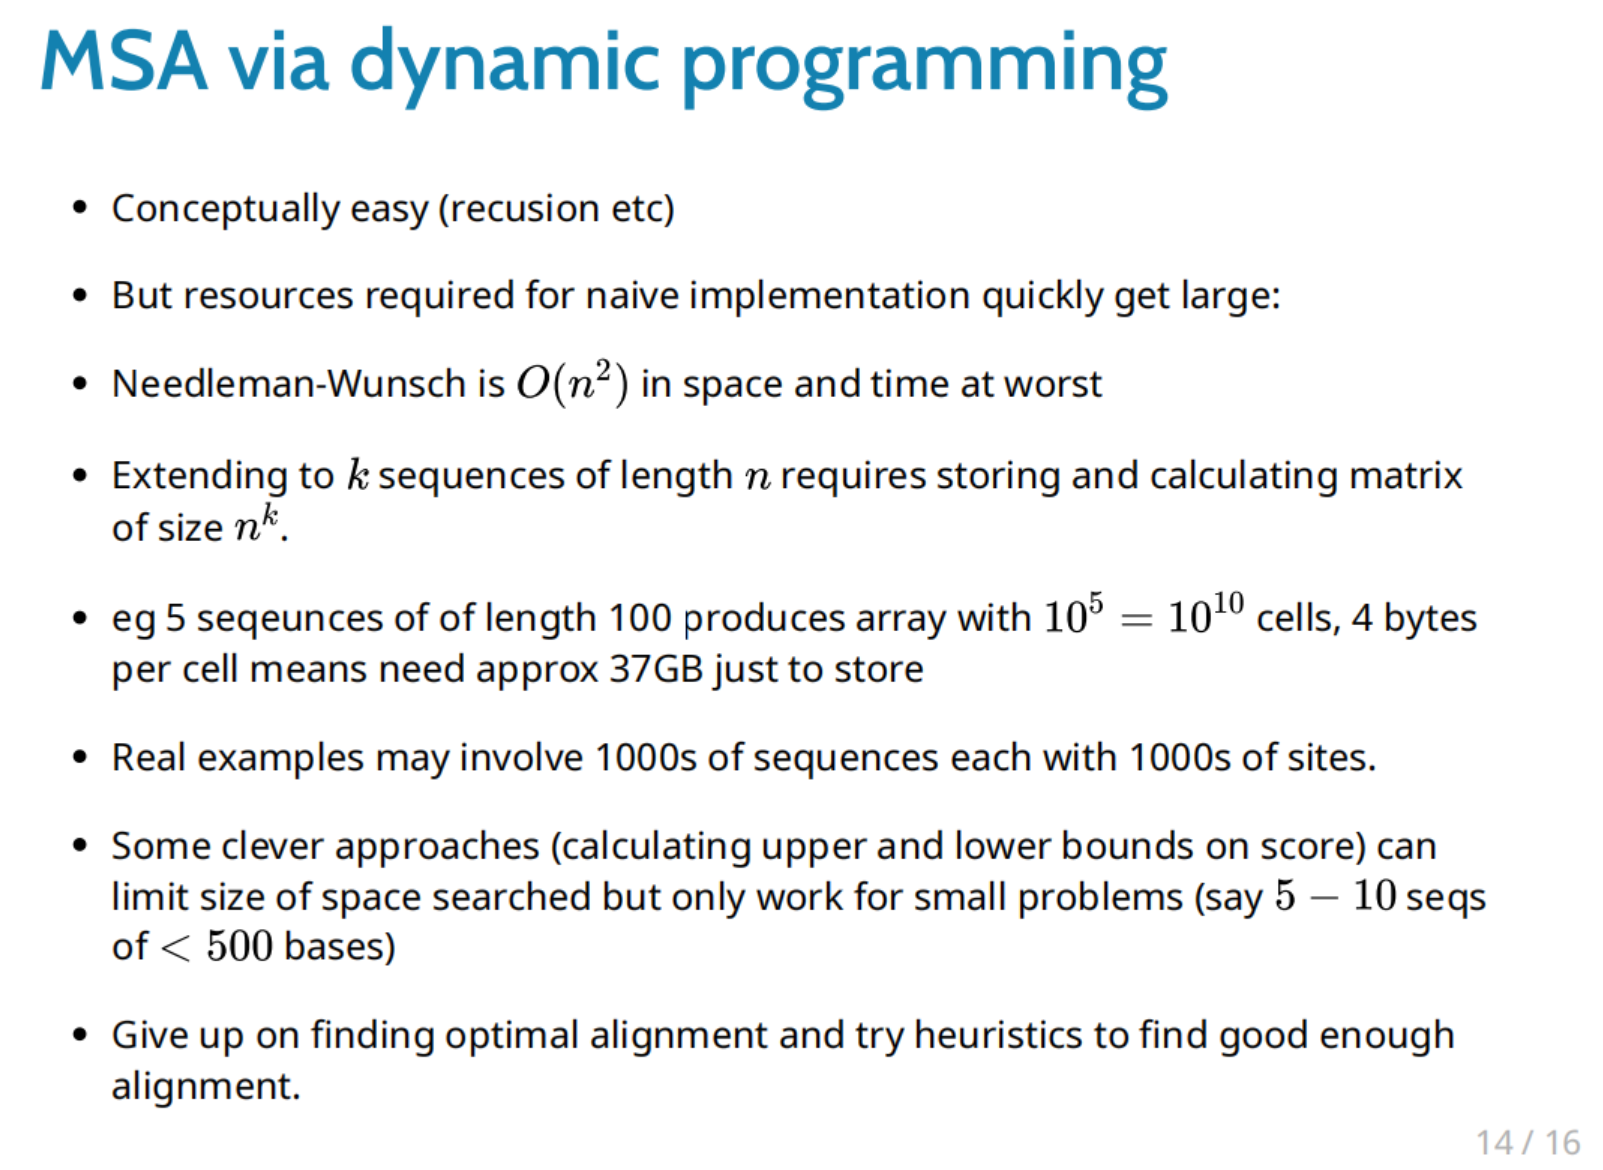 MSA via dynamic programming
• Conceptually easy (recusion etc)
• But resources required for naive implementation quickly get large:
• Needleman-Wunsch is O(n²) in space and time at worst
• Extending to k sequences of length n requires storing and calculating matrix
of size nᵏ.
• eg 5 seqeunces of of length 100 produces array with 10⁵ = 10¹⁰ cells, 4 bytes
per cell means need approx 37GB just to store
• Real examples may involve 1000s of sequences each with 1000s of sites.
• Some clever approaches (calculating upper and lower bounds on score) can
limit size of space searched but only work for small problems (say 5 − 10 seqs
of < 500 bases)
• Give up on finding optimal alignment and try heuristics to find good enough
alignment.
14 / 16